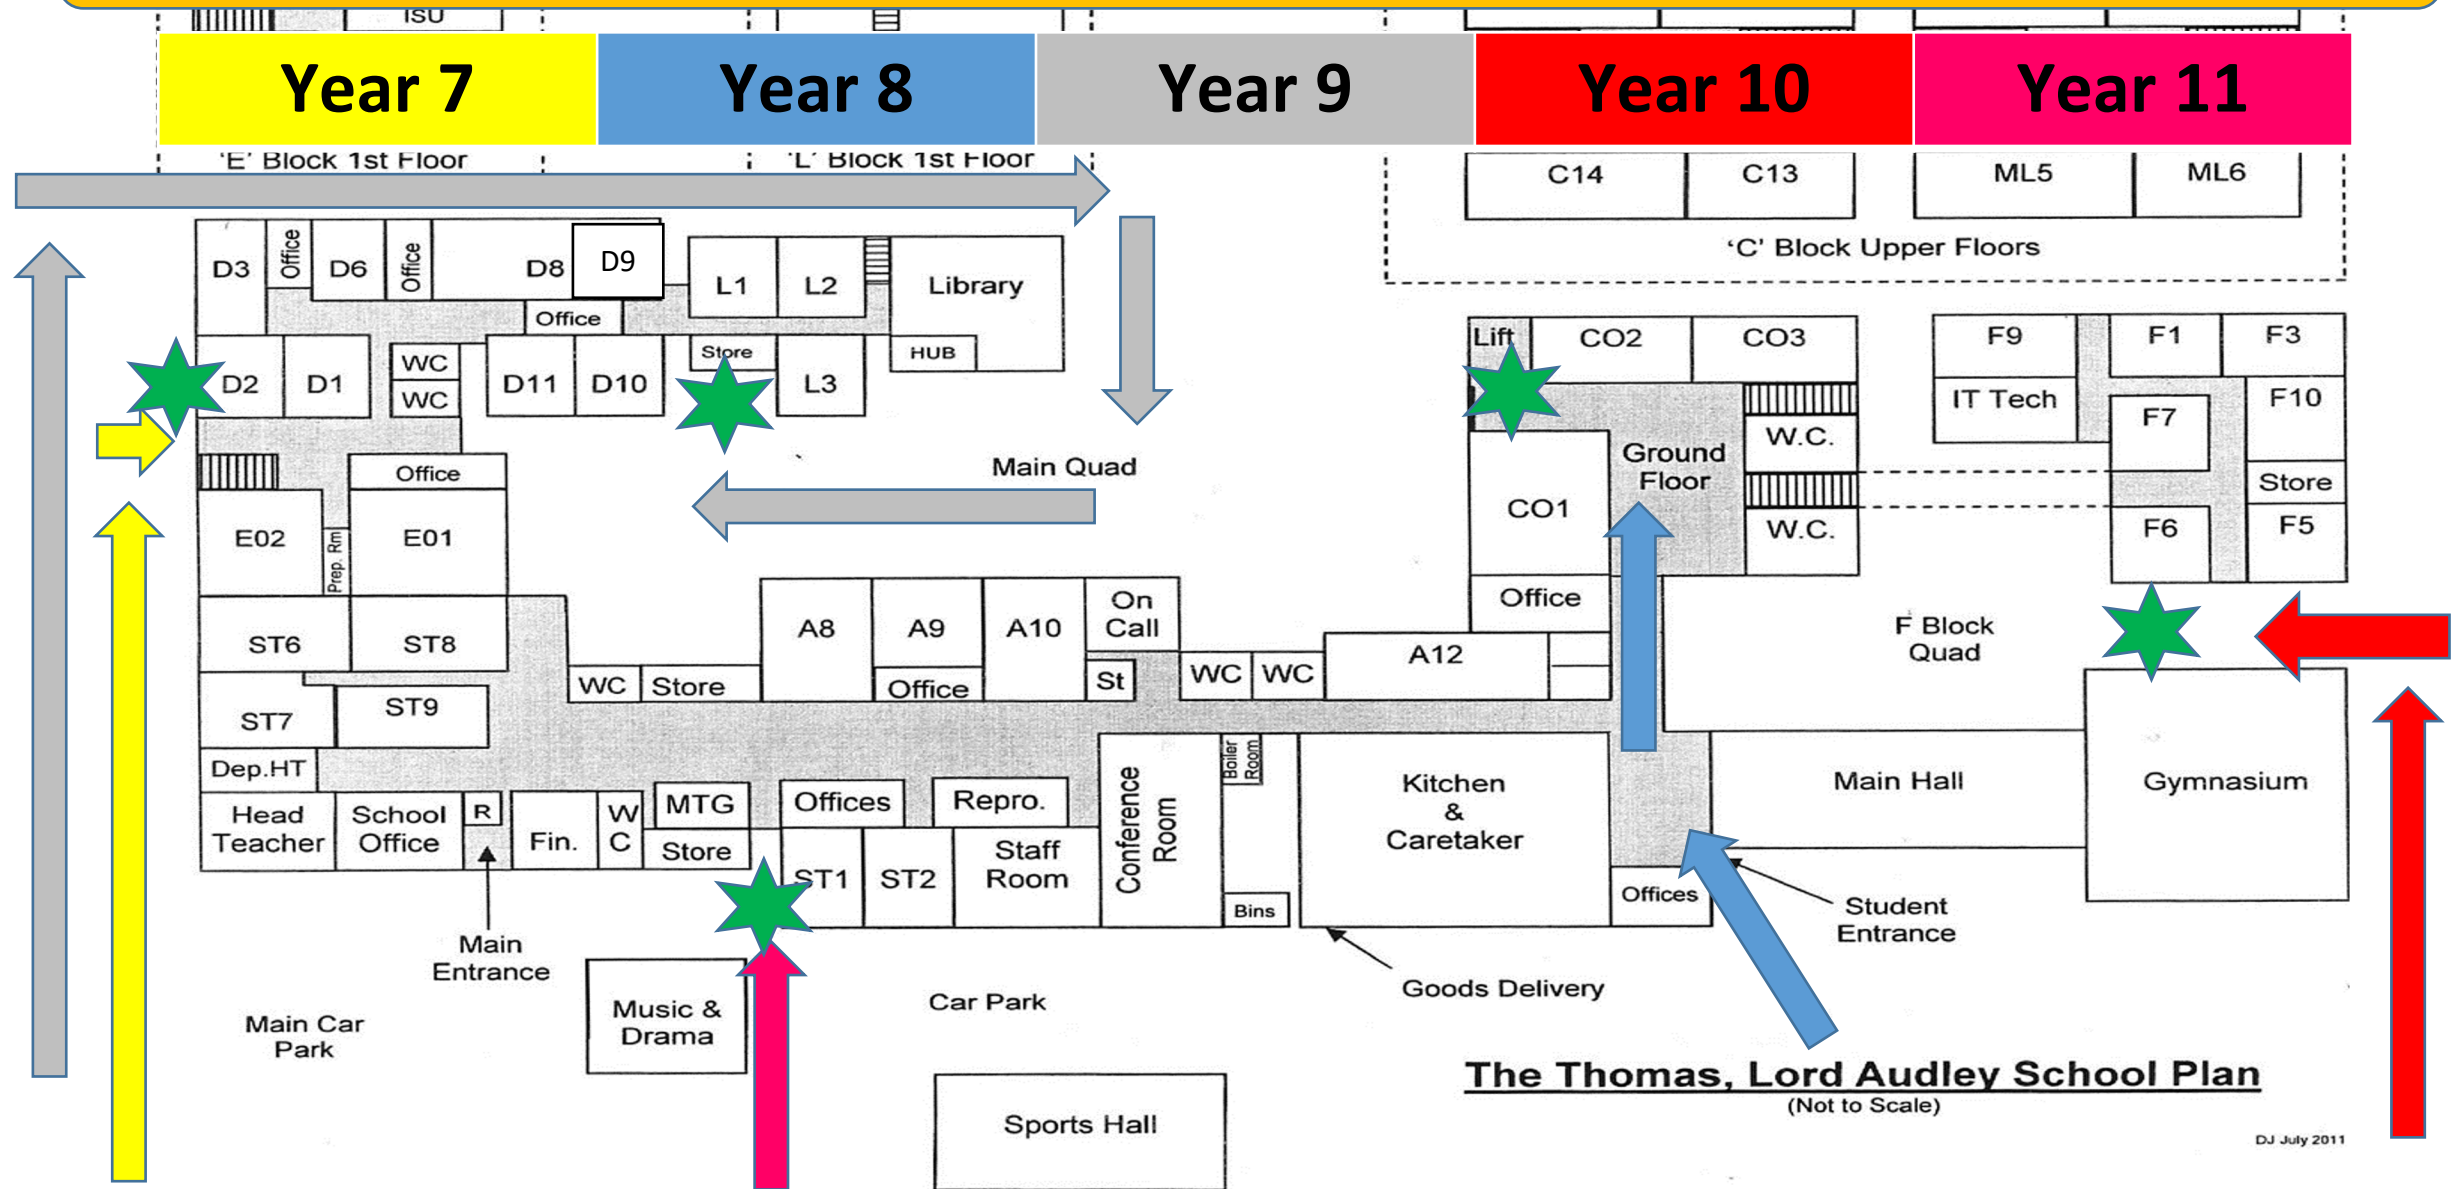 ISU
Year 7
Year 8
Year 9
Year 10
Year 11
'E' Block 1st Floor
'L' Block 1st Floor
C14
C13
ML5
ML6
'C' Block Upper Floors
D3
Office
D6
Office
D8
D9
L1
L2
Library
Office
Store
HUB
D2
D1
WC
WC
D11
D10
L3
Lift
CO2
CO3
F9
F1
F3
IT Tech
F10
F7
W.C.
Ground
Floor
Main Quad
Office
CO1
Store
E02
Prep. Rm
E01
W.C.
F6
F5
ST6
ST8
A8
A9
A10
On
Call
Office
F Block
Quad
WC
Store
Office
St
WC
WC
A12
ST7
ST9
Dep.HT
Head
Teacher
School
Office
R
Fin.
W
C
MTG
Store
Offices
Repro.
ST1
ST2
Staff
Room
Conference
Room
Boiler
Room
Bins
Kitchen
&
Caretaker
Main Hall
Gymnasium
Offices
Student
Entrance
Main
Entrance
Goods Delivery
Music &
Drama
Car Park
Main Car
Park
Sports Hall
The Thomas, Lord Audley School Plan
(Not to Scale)
DJ July 2011